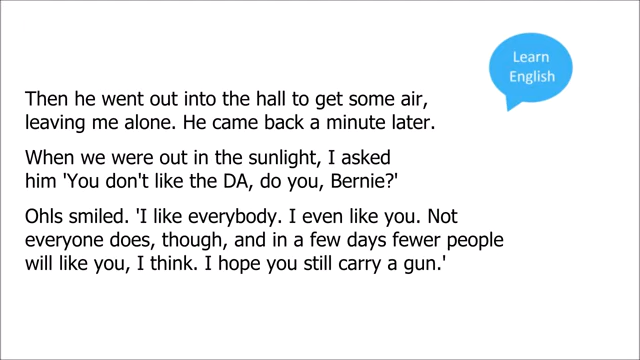 Learn
English
Then he went out into the hall to get some air,
leaving me alone. He came back a minute later.
When we were out in the sunlight, I asked
him 'You don't like the DA, do you, Bernie?'
Ohls smiled. 'I like everybody. I even like you. Not
everyone does, though, and in a few days fewer people
will like you, I think. I hope you still carry a gun.'